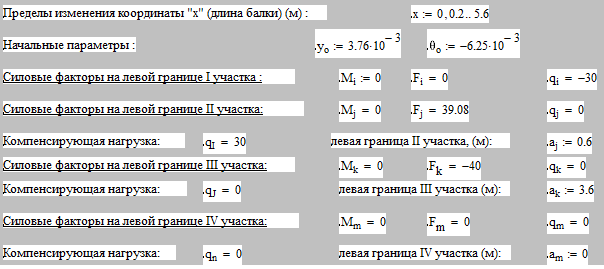 Пределы изменения координаты "x" (длина балки) (м) : .x := 0,0.2.. 5.6
Начальные параметры : .yo := 3.76·10^−3 .θo := −6.25·10^−3
Силовые факторы на левой границе I участка : .Mi := 0 .Fi = 0 .qi = −30
Силовые факторы на левой границе II участка: .Mj = 0 .Fj = 39.08 .qj = 0
Компенсирующая нагрузка: .qI = 30 левая граница II участка, (м): .aj := 0.6
Силовые факторы на левой границе III участка: .Mk = 0 .Fk = −40 .qk = 0
Компенсирующая нагрузка: .qJ = 0 левая граница III участка (м): .ak := 3.6
Силовые факторы на левой границе IV участка: .Mm = 0 .Fm = 0 .qm = 0
Компенсирующая нагрузка: .qn = 0 левая граница IV участка (м): .am := 0